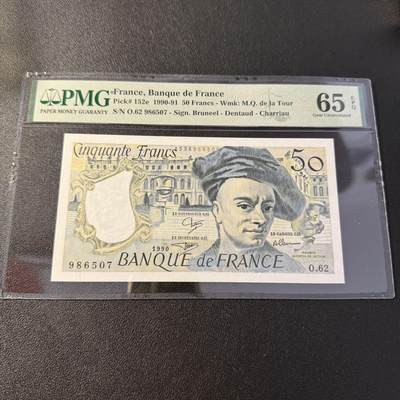 PMG
PAPER MONEY GUARANTY
France, Banque de France
Pick# 152e 1990-91 50 Francs - Wmk: M.Q. de la Tour
S/N O.62 986507 - Sign. Bruneel - Dentaud - Charriau
65 EPQ
Gem Uncirculated
Cinquante Francs
50
1990
986507
BANQUE de FRANCE
O.62